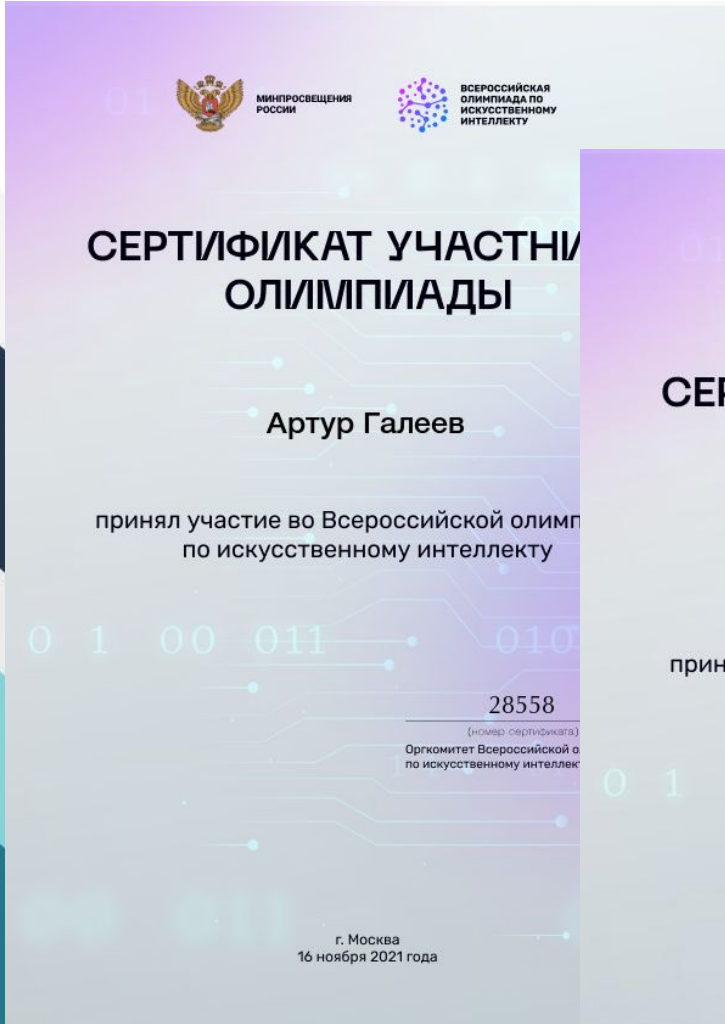 МИНПРОСВЕЩЕНИЯ
РОССИИ
ВСЕРОССИЙСКАЯ
ОЛИМПИАДА ПО
ИСКУССТВЕННОМУ
ИНТЕЛЛЕКТУ
СЕРТИФИКАТ УЧАСТНИ
ОЛИМПИАДЫ
Артур Галеев
принял участие во Всероссийской олимп
по искусственному интеллекту
0 1 00 011 010
28558
(номер сертификата)
Оргкомитет Всероссийской о
по искусственному интеллек
г. Москва
16 ноября 2021 года
СЕР
прин
0 1